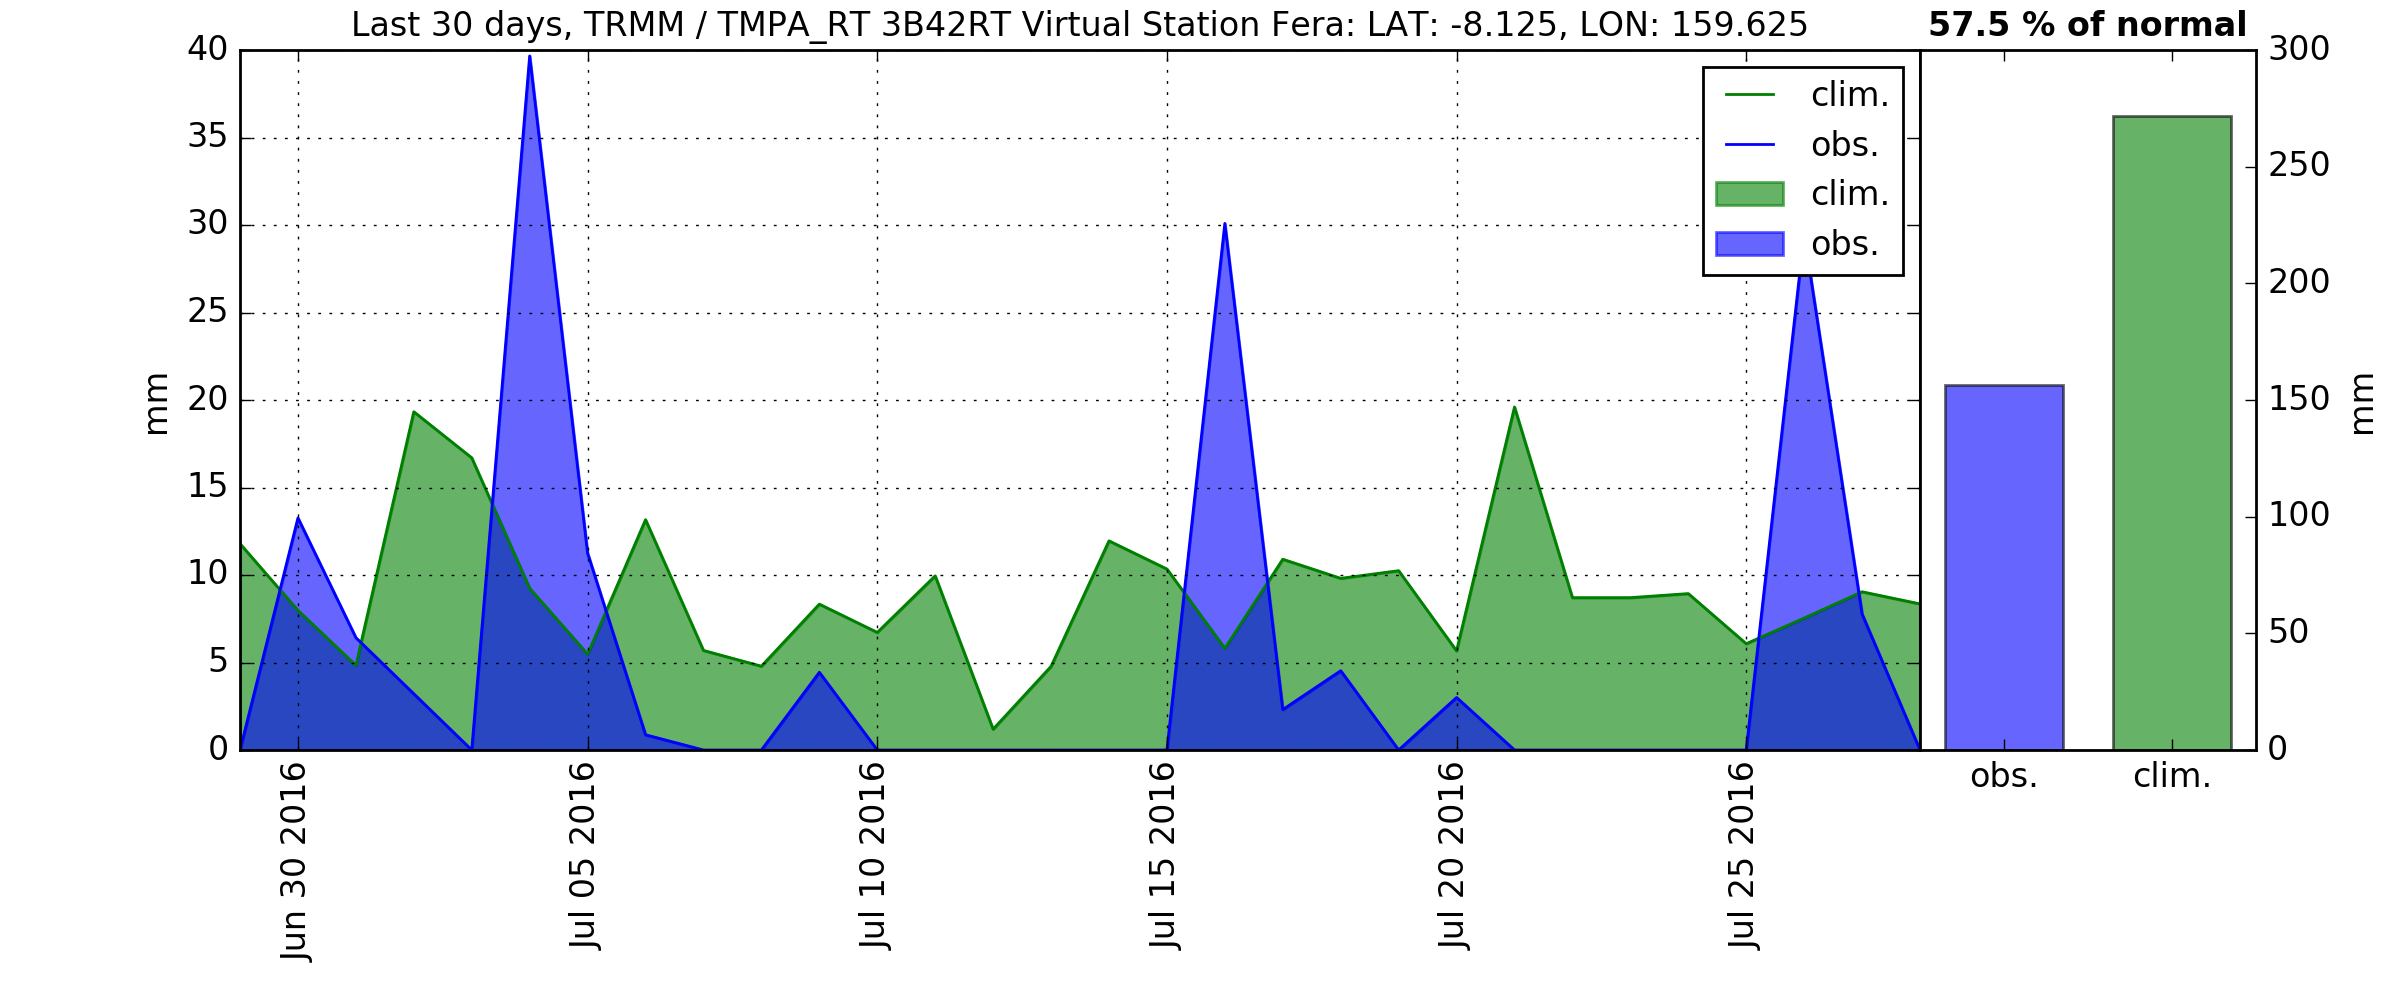 Last 30 days, TRMM / TMPA_RT 3B42RT Virtual Station Fera: LAT: -8.125, LON: 159.625
57.5 % of normal
40
35
30
25
20
15
10
5
0
mm
clim.
obs.
clim.
obs.
Jun 30 2016
Jul 05 2016
Jul 10 2016
Jul 15 2016
Jul 20 2016
Jul 25 2016
300
250
200
150
100
50
0
mm
obs.
clim.